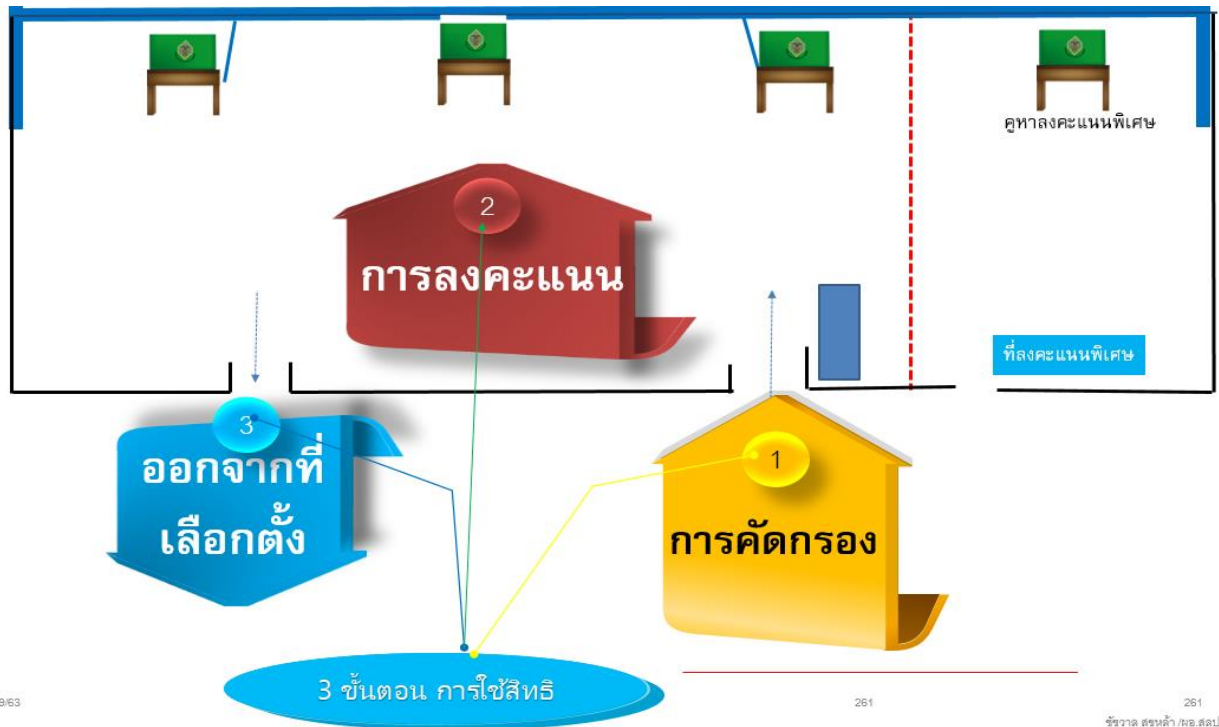 คูหาลงคะแนนพิเศษ
2
การลงคะแนน
ที่ลงคะแนนพิเศษ
3
ออกจากที่
เลือกตั้ง
1
การคัดกรอง
3 ขั้นตอน การใช้สิทธิ
9/63
261
261